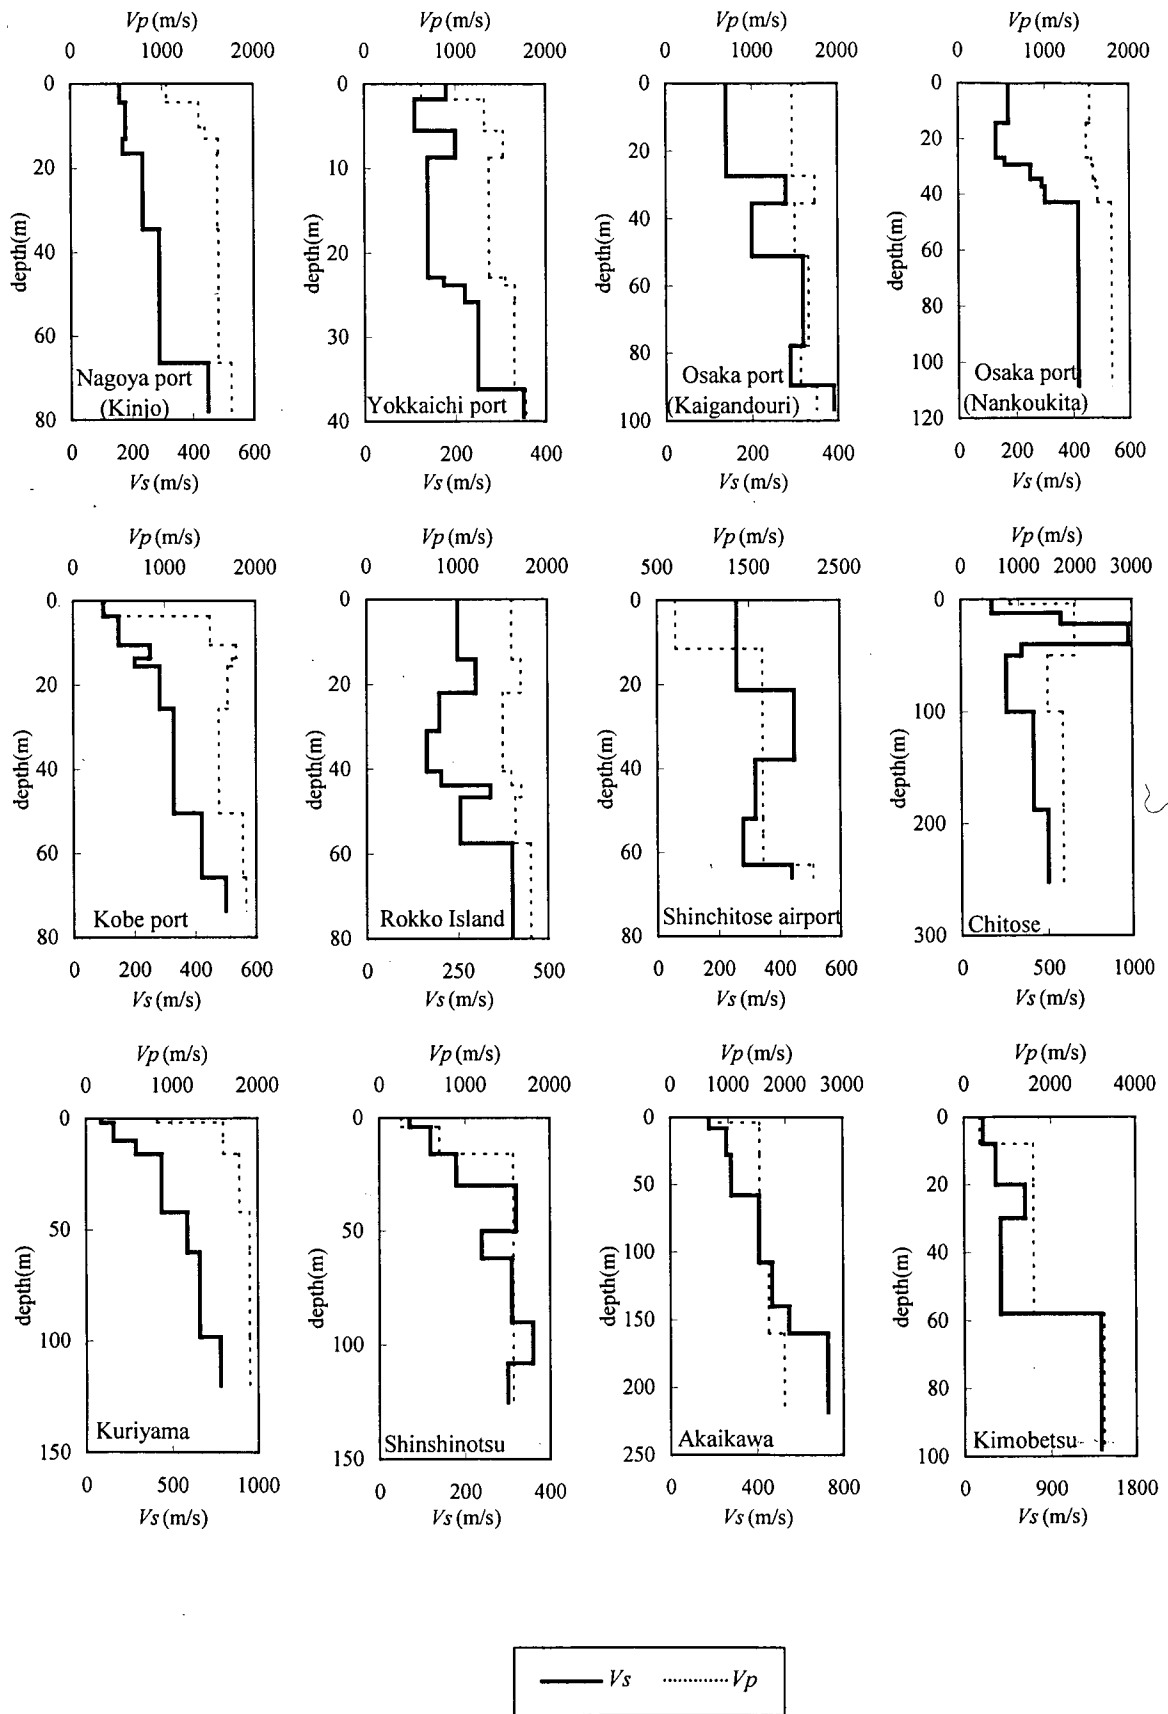 Vp (m/s) Vp (m/s) Vp (m/s) Vp (m/s)
0 1000 2000 0 1000 2000 0 1000 2000 0 1000 2000
0 0 0 0
20 10 20 20
40 20 40 40
60 30 60 60
80 40 80 80
100 100
120
depth(m) depth(m) depth(m) depth(m)
Nagoya port
(Kinjo)
Yokkaichi port
Osaka port
(Kaigandouri)
Osaka port
(Nankoukita)
0 200 400 600 0 200 400 0 100 200 300 400 0 200 400 600
Vs (m/s) Vs (m/s) Vs (m/s) Vs (m/s)
Vp (m/s) Vp (m/s) Vp (m/s) Vp (m/s)
0 1000 2000 0 1000 2000 500 1500 2500 0 1000 2000 3000
0 0 0 0
20 20 20 100
40 40 40 200
60 60 60 300
80 80 80
depth(m) depth(m) depth(m) depth(m)
Kobe port Rokko Island Shinchitose airport Chitose
0 200 400 600 0 250 500 0 200 400 600 0 500 1000
Vs (m/s) Vs (m/s) Vs (m/s) Vs (m/s)
Vp (m/s) Vp (m/s) Vp (m/s) Vp (m/s)
0 1000 2000 0 1000 2000 0 1000 2000 3000 0 2000 4000
0 0 0 0
50 50 50 20
100 100 100 40
150 150 150 60
200 80
250 100
depth(m) depth(m) depth(m) depth(m)
Kuriyama Shinshinotsu Akaikawa Kimobetsu
0 500 1000 0 200 400 0 400 800 0 900 1800
Vs (m/s) Vs (m/s) Vs (m/s) Vs (m/s)
Vs Vp